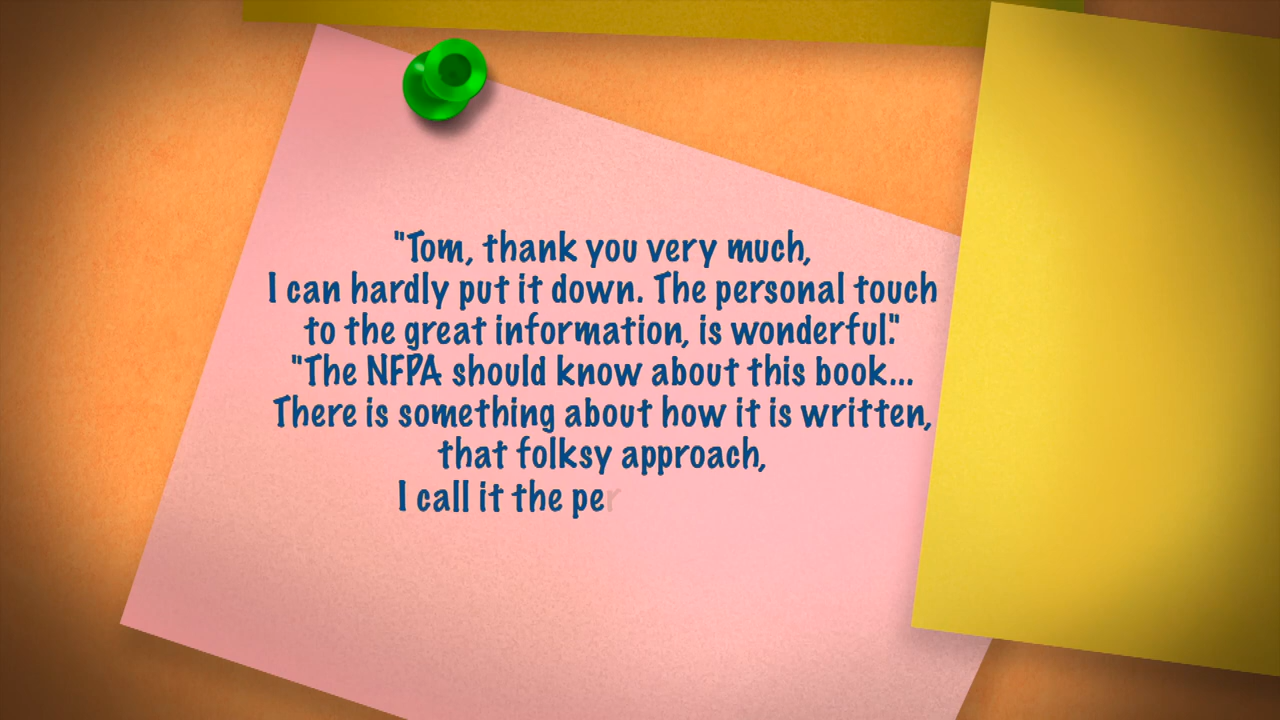 "Tom, thank you very much,
I can hardly put it down. The personal touch
to the great information, is wonderful."
"The NFPA should know about this book...
There is something about how it is written,
that folksy approach,
I call it the per